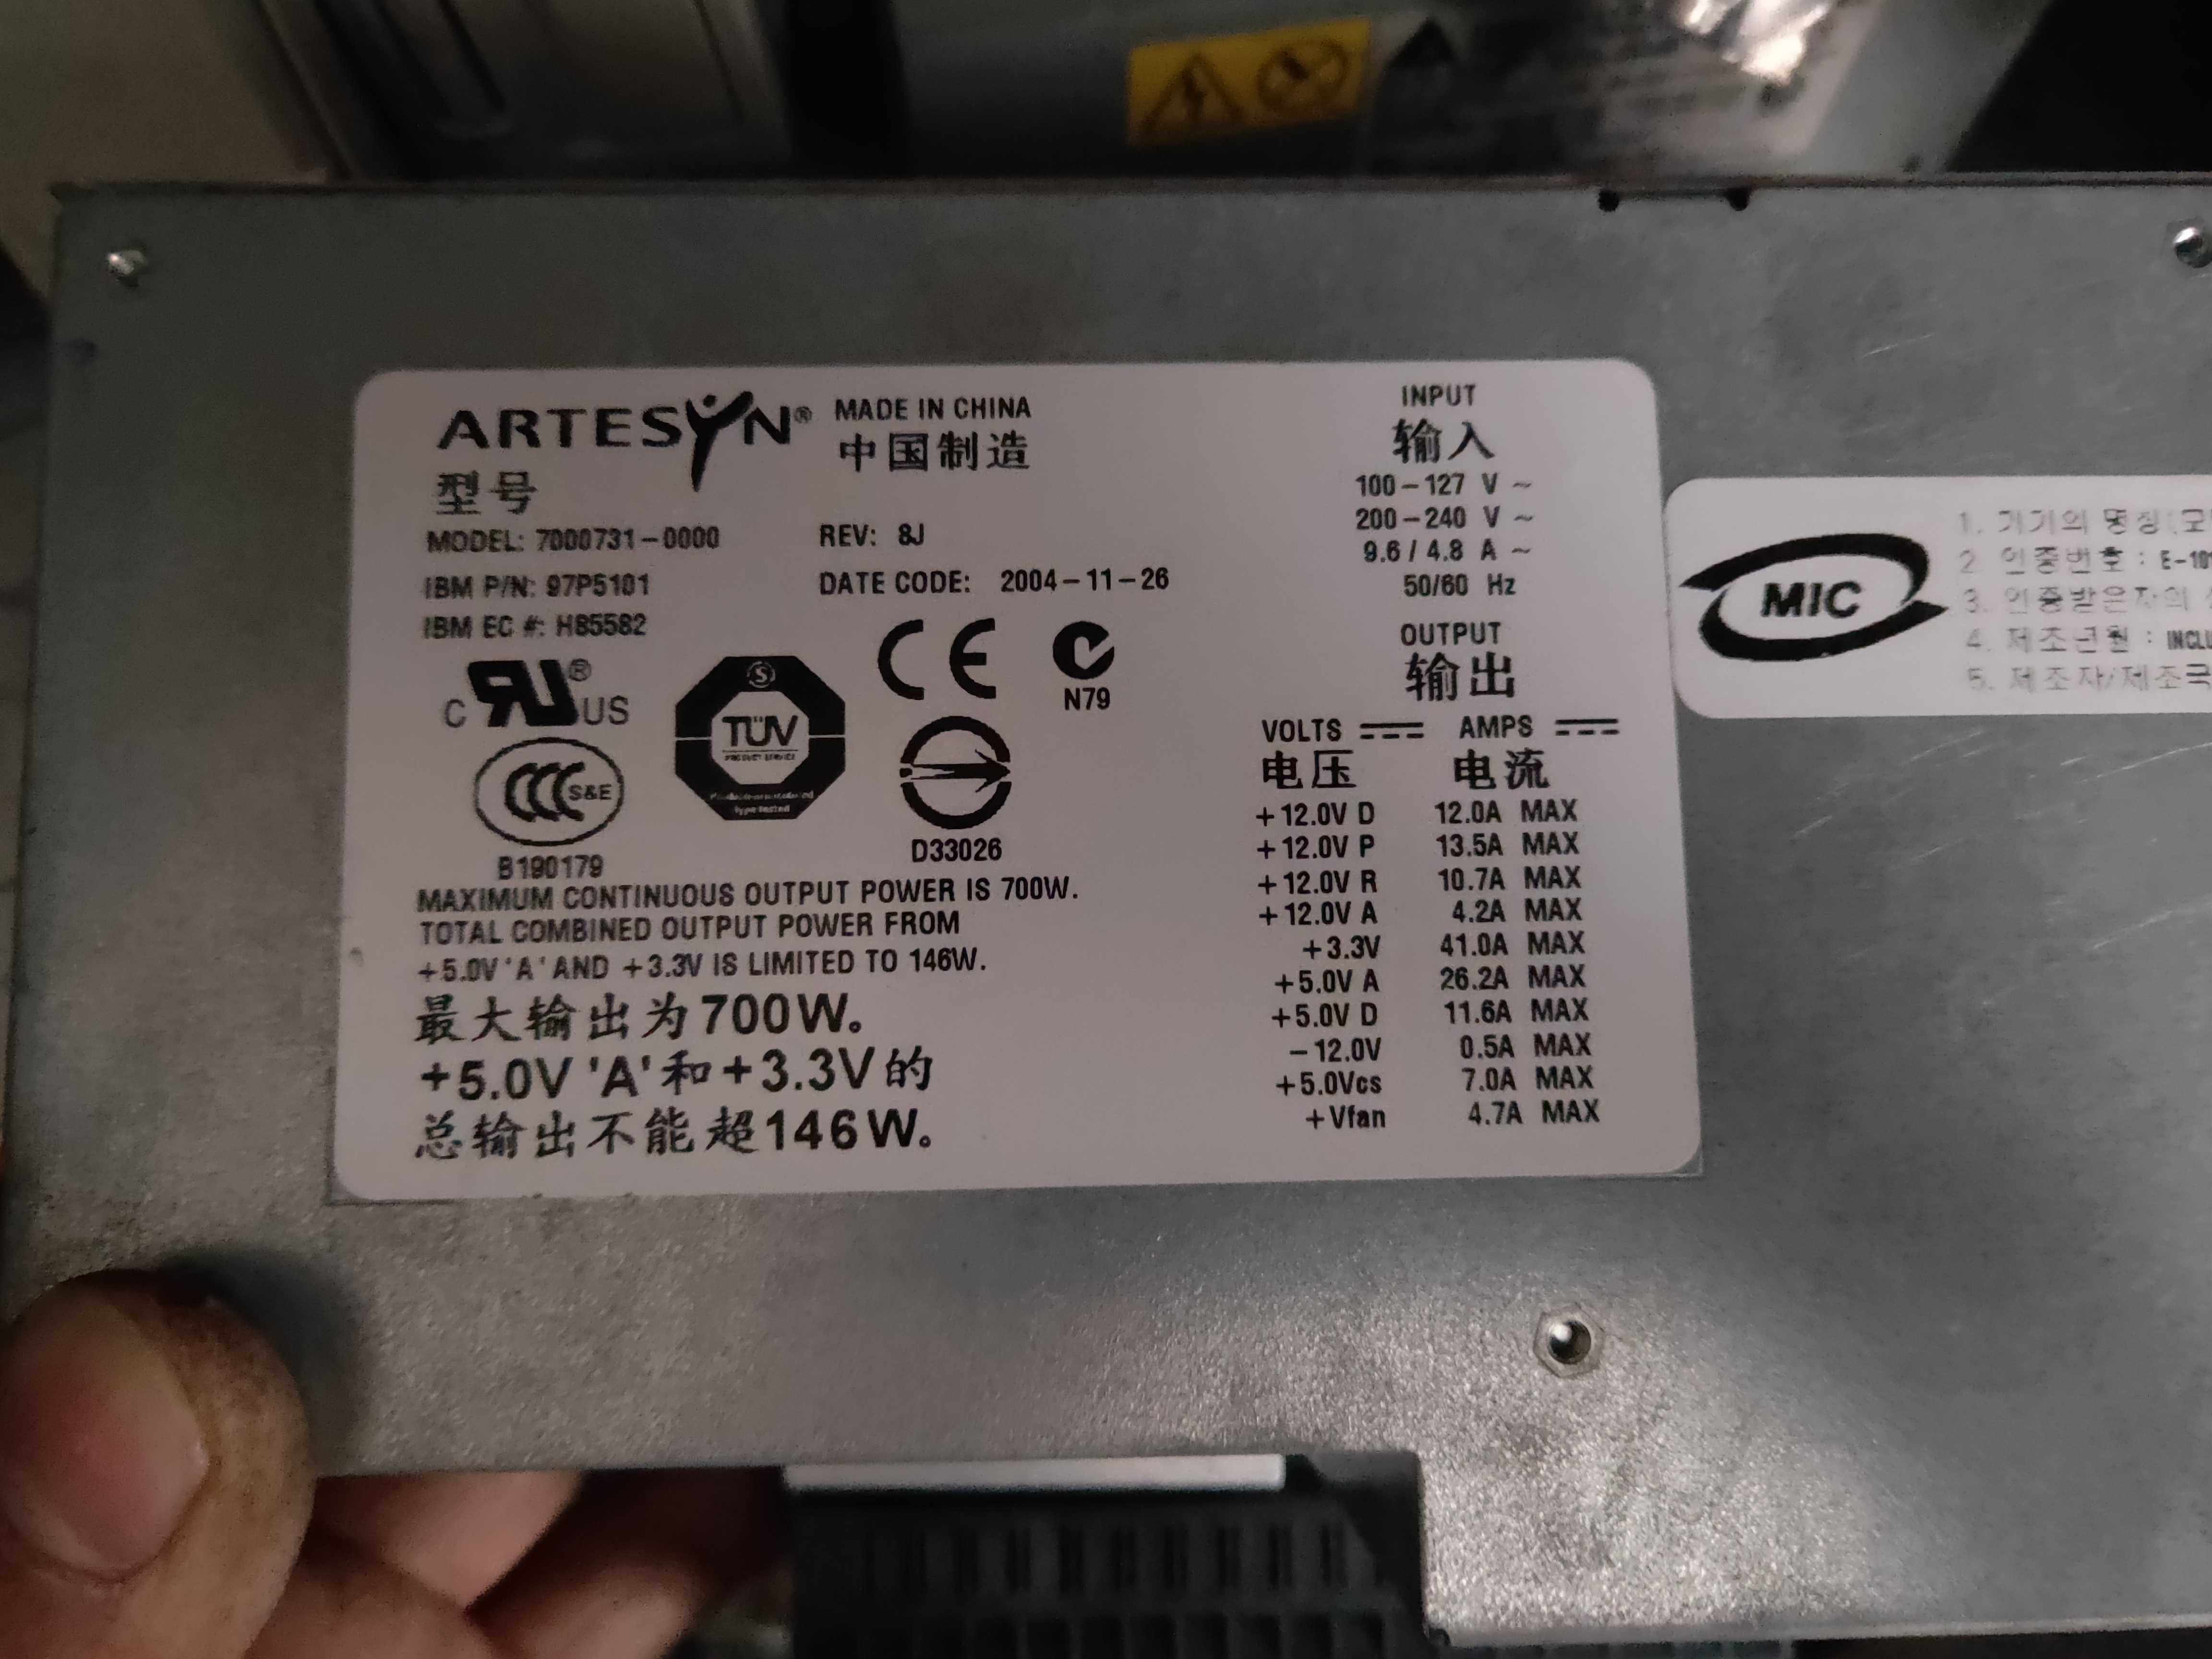 ARTESYN® MADE IN CHINA
中国制造
型号
MODEL: 7000731-0000 REV: 8J
IBM P/N: 97P5101 DATE CODE: 2004-11-26
IBM EC #: H85582
C RU® US
TÜV
PRODUCT SERVICE
S
type tested
CE
N79
CCC S&E
B190179
D33026
MAXIMUM CONTINUOUS OUTPUT POWER IS 700W.
TOTAL COMBINED OUTPUT POWER FROM
+5.0V 'A' AND +3.3V IS LIMITED TO 146W.
最大输出为700W。
+5.0V 'A'和+3.3V的
总输出不能超146W。
INPUT
输入
100-127 V ~
200-240 V ~
9.6 / 4.8 A ~
50/60 Hz
OUTPUT
输出
VOLTS AMPS
电压 电流
+12.0V D 12.0A MAX
+12.0V P 13.5A MAX
+12.0V R 10.7A MAX
+12.0V A 4.2A MAX
+3.3V 41.0A MAX
+5.0V A 26.2A MAX
+5.0V D 11.6A MAX
-12.0V 0.5A MAX
+5.0Vcs 7.0A MAX
+Vfan 4.7A MAX
MIC
1. 기기의 명칭(모
2. 인증번호 : E-
3. 인증받은자의
4. 제조년월 :
5. 제조자/제조국